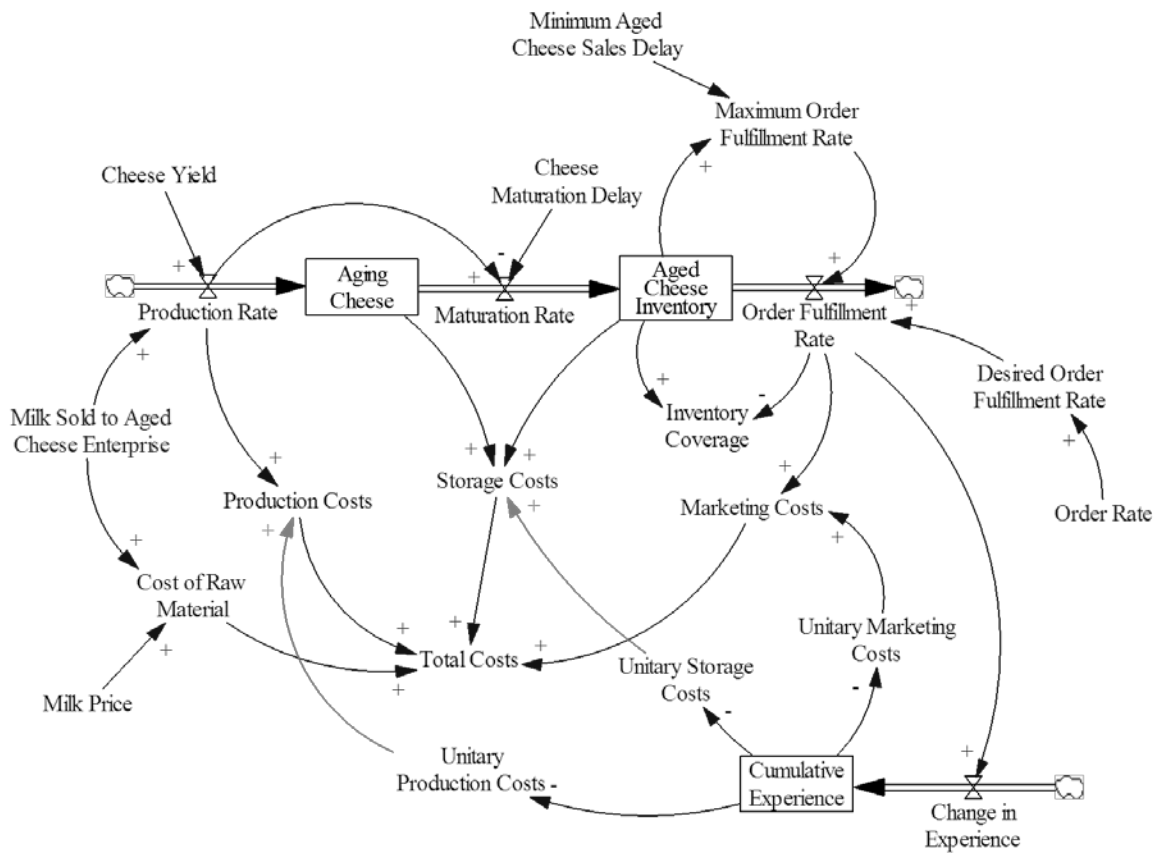 Minimum Aged
Cheese Sales Delay
Maximum Order
Fulfillment Rate
+
+
Cheese Yield
Cheese
Maturation Delay
+
+
-
+
Aging
Cheese
Aged
Cheese
Inventory
Production Rate
Maturation Rate
Order Fulfillment
Rate
+
+
Desired Order
Fulfillment Rate
+
-
Inventory
Coverage
Milk Sold to Aged
Cheese Enterprise
+
+
+
+
+
Storage Costs
+
Production Costs
+
Marketing Costs
+
Order Rate
+
Cost of Raw
Material
+
+
+
+
+
Total Costs
Unitary Marketing
Costs
Unitary Storage
Costs
-
-
Milk Price
Unitary
Production Costs -
Cumulative
Experience
+
Change in
Experience